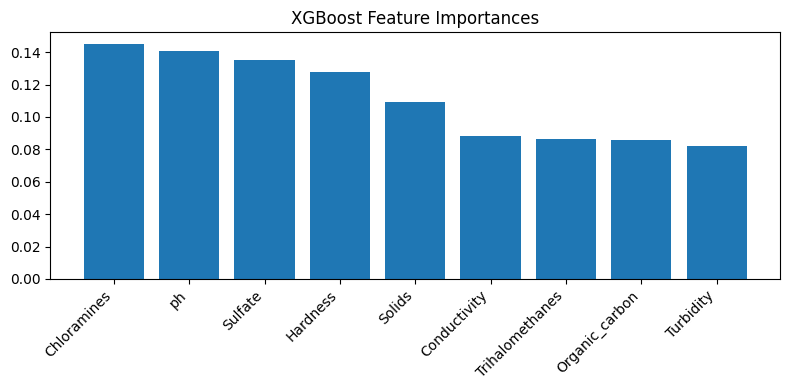 XGBoost Feature Importances
0.14
0.12
0.10
0.08
0.06
0.04
0.02
0.00
Chloramines
ph
Sulfate
Hardness
Solids
Conductivity
Trihalomethanes
Organic_carbon
Turbidity